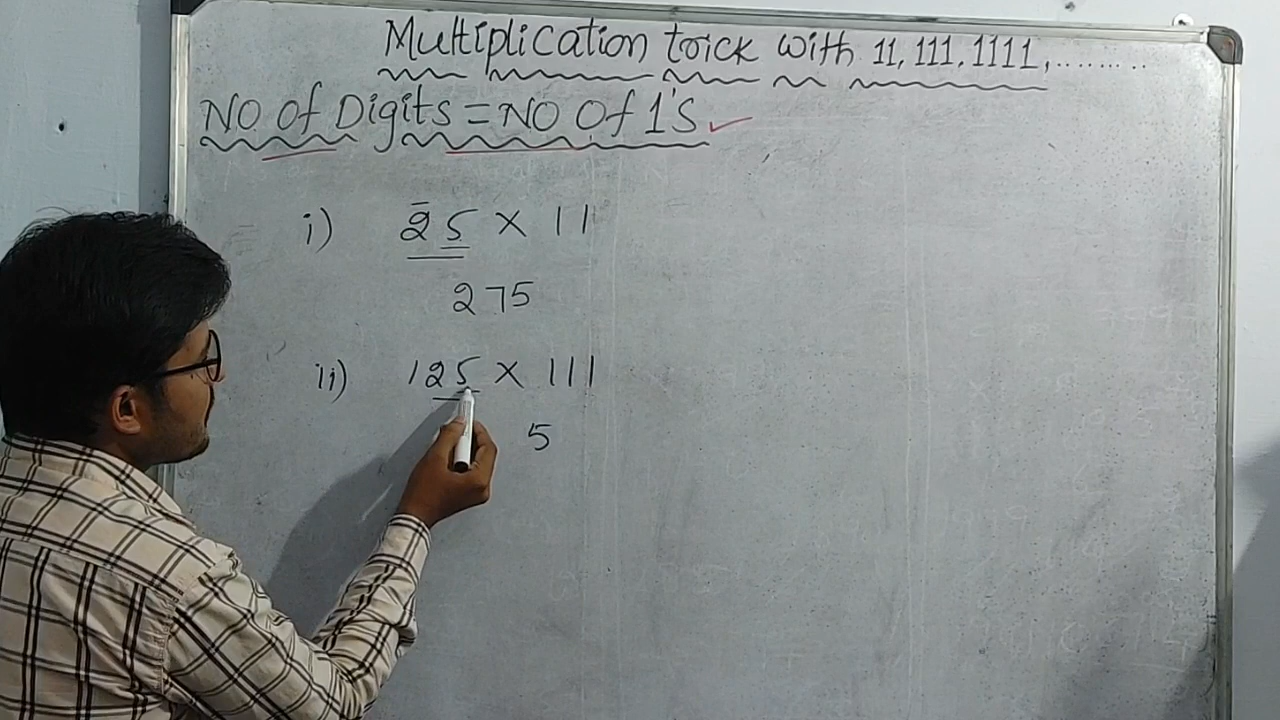 Multiplication trick with 11, 111, 1111, ........
NO Of Digits = NO Of 1's ✓
i) 25 × 11
275
ii) 125 × 111
5